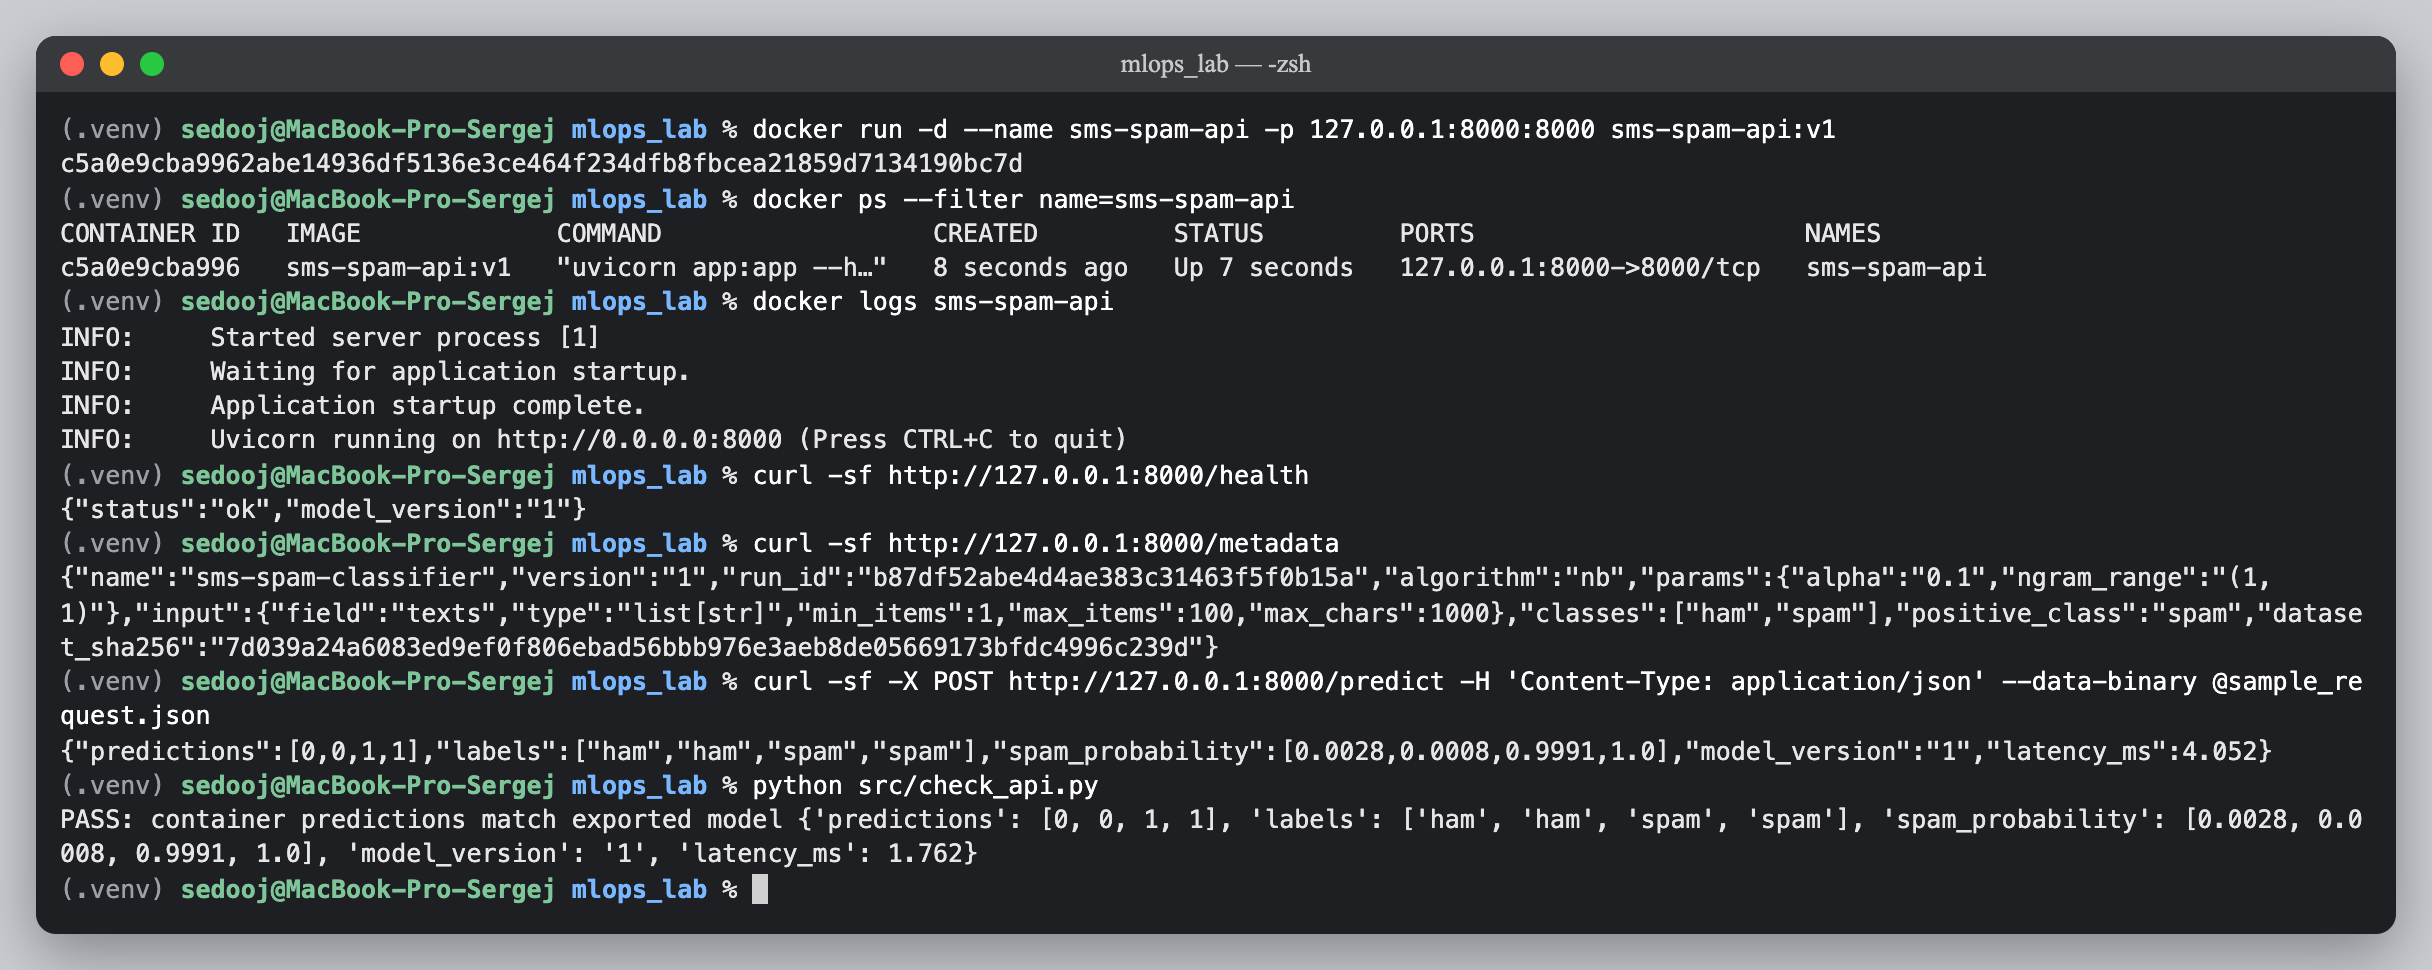 mlops_lab — -zsh
(.venv) sedooj@MacBook-Pro-Sergej mlops_lab % docker run -d --name sms-spam-api -p 127.0.0.1:8000:8000 sms-spam-api:v1
c5a0e9cba9962abe14936df5136e3ce464f234dfb8fbcea21859d7134190bc7d
(.venv) sedooj@MacBook-Pro-Sergej mlops_lab % docker ps --filter name=sms-spam-api
CONTAINER ID   IMAGE             COMMAND                  CREATED         STATUS         PORTS                      NAMES
c5a0e9cba996   sms-spam-api:v1   "uvicorn app:app --h…"   8 seconds ago   Up 7 seconds   127.0.0.1:8000->8000/tcp   sms-spam-api
(.venv) sedooj@MacBook-Pro-Sergej mlops_lab % docker logs sms-spam-api
INFO:     Started server process [1]
INFO:     Waiting for application startup.
INFO:     Application startup complete.
INFO:     Uvicorn running on http://0.0.0.0:8000 (Press CTRL+C to quit)
(.venv) sedooj@MacBook-Pro-Sergej mlops_lab % curl -sf http://127.0.0.1:8000/health
{"status":"ok","model_version":"1"}
(.venv) sedooj@MacBook-Pro-Sergej mlops_lab % curl -sf http://127.0.0.1:8000/metadata
{"name":"sms-spam-classifier","version":"1","run_id":"b87df52abe4d4ae383c31463f5f0b15a","algorithm":"nb","params":{"alpha":"0.1","ngram_range":"(1,
1)"},"input":{"field":"texts","type":"list[str]","min_items":1,"max_items":100,"max_chars":1000},"classes":["ham","spam"],"positive_class":"spam","datase
t_sha256":"7d039a24a6083ed9ef0f806ebad56bbb976e3aeb8de05669173bfdc4996c239d"}
(.venv) sedooj@MacBook-Pro-Sergej mlops_lab % curl -sf -X POST http://127.0.0.1:8000/predict -H 'Content-Type: application/json' --data-binary @sample_re
quest.json
{"predictions":[0,0,1,1],"labels":["ham","ham","spam","spam"],"spam_probability":[0.0028,0.0008,0.9991,1.0],"model_version":"1","latency_ms":4.052}
(.venv) sedooj@MacBook-Pro-Sergej mlops_lab % python src/check_api.py
PASS: container predictions match exported model {'predictions': [0, 0, 1, 1], 'labels': ['ham', 'ham', 'spam', 'spam'], 'spam_probability': [0.0028, 0.0
008, 0.9991, 1.0], 'model_version': '1', 'latency_ms': 1.762}
(.venv) sedooj@MacBook-Pro-Sergej mlops_lab %